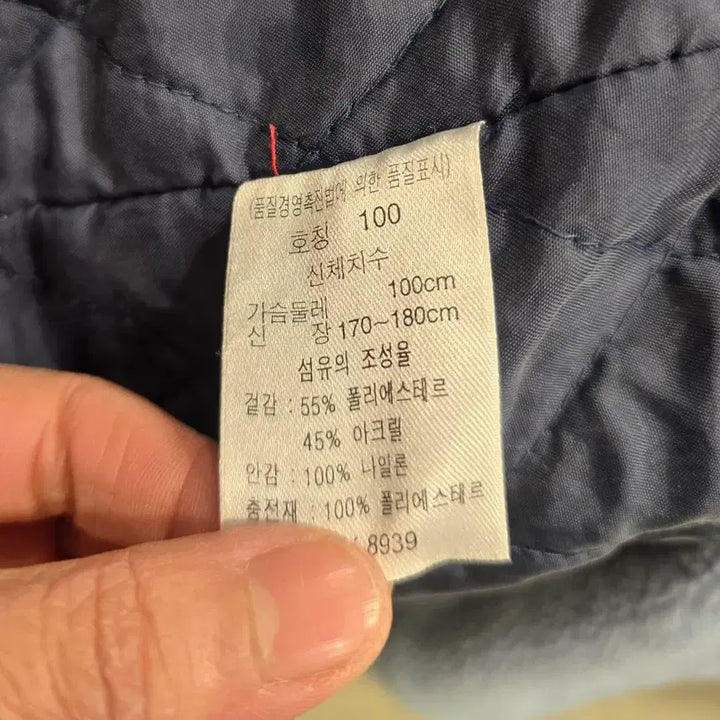 (품질경영촉진법에 의한 품질표시)
호칭 100
신체치수
가슴둘레 100cm
신 장 170~180cm
섬유의 조성율
겉감 : 55% 폴리에스테르
45% 아크릴
안감 : 100% 나일론
충전재 : 100% 폴리에스테르
8939